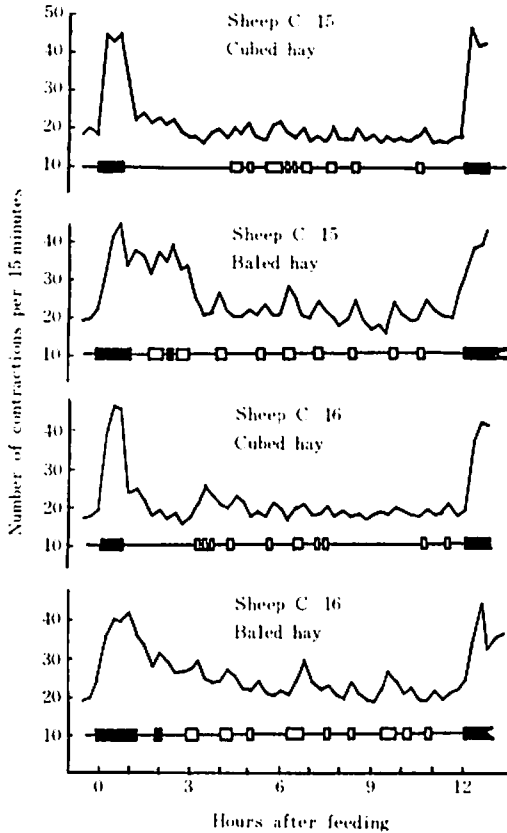 Number of contractions per 15 minutes
50
40
30
20
10
Sheep C 15
Cubed hay
40
30
20
10
Sheep C 15
Baled hay
40
30
20
10
Sheep C 16
Cubed hay
40
30
20
10
Sheep C 16
Baled hay
0 3 6 9 12
Hours after feeding